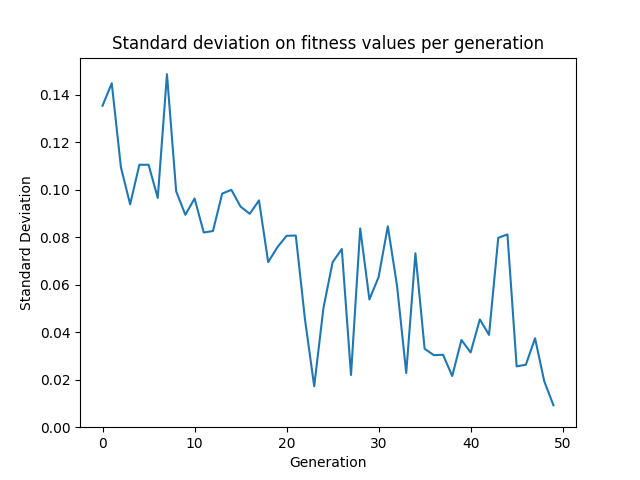 Standard deviation on fitness values per generation
0.14
0.12
0.10
0.08
0.06
0.04
0.02
0.00
Standard Deviation
0 10 20 30 40 50
Generation